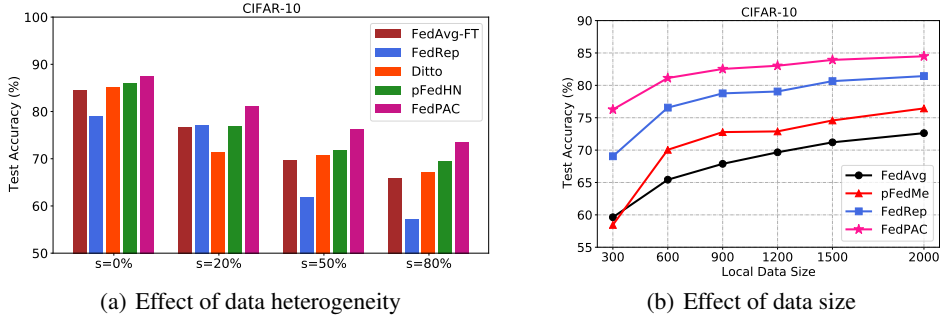 CIFAR-10
Test Accuracy (%)
100
90
80
70
60
50
FedAvg-FT
FedRep
Ditto
pFedHN
FedPAC
s=0%
s=20%
s=50%
s=80%
(a) Effect of data heterogeneity
CIFAR-10
Test Accuracy (%)
90
85
80
75
70
65
60
55
FedAvg
pFedMe
FedRep
FedPAC
300
600
900
1200
1500
2000
Local Data Size
(b) Effect of data size